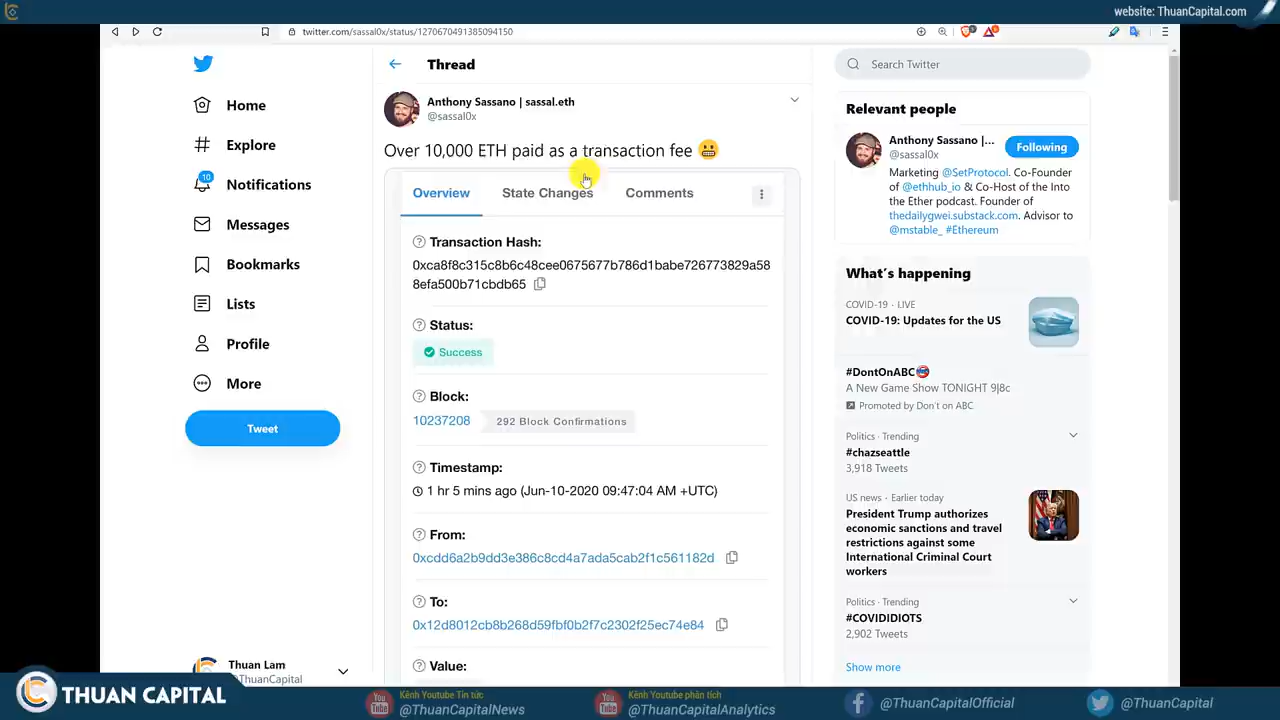 website: ThuanCapital.com
twitter.com/sassal0x/status/1270670491385094150
Home
Explore
10
Notifications
Messages
Bookmarks
Lists
Profile
More
Tweet
Thuan Lam
@ThuanCapital
Thread
Anthony Sassano | sassal.eth
@sassal0x
Over 10,000 ETH paid as a transaction fee
Overview State Changes Comments
Transaction Hash:
0xca8f8c315c8b6c48cee0675677b786d1babe726773829a58
8efa500b71cbdb65
Status:
Success
Block:
10237208 292 Block Confirmations
Timestamp:
1 hr 5 mins ago (Jun-10-2020 09:47:04 AM +UTC)
From:
0xcdd6a2b9dd3e386c8cd4a7ada5cab2f1c561182d
To:
0x12d8012cb8b268d59fbf0b2f7c2302f25ec74e84
Value:
Search Twitter
Relevant people
Anthony Sassano |...
@sassal0x
Following
Marketing @SetProtocol. Co-Founder
of @ethhub_io & Co-Host of the Into
the Ether podcast. Founder of
thedailygwei.substack.com. Advisor to
@mstable_ #Ethereum
What's happening
COVID-19 · LIVE
COVID-19: Updates for the US
#DontOnABC
A New Game Show TONIGHT 9|8c
Promoted by Don't on ABC
Politics · Trending
#chazseattle
3,918 Tweets
US news · Earlier today
President Trump authorizes
economic sanctions and travel
restrictions against some
International Criminal Court
workers
Politics · Trending
#COVIDIDIOTS
2,902 Tweets
Show more
THUAN CAPITAL
Kênh Youtube Tin tức
@ThuanCapitalNews
Kênh Youtube phân tích
@ThuanCapitalAnalytics
@ThuanCapitalOfficial
@ThuanCapital